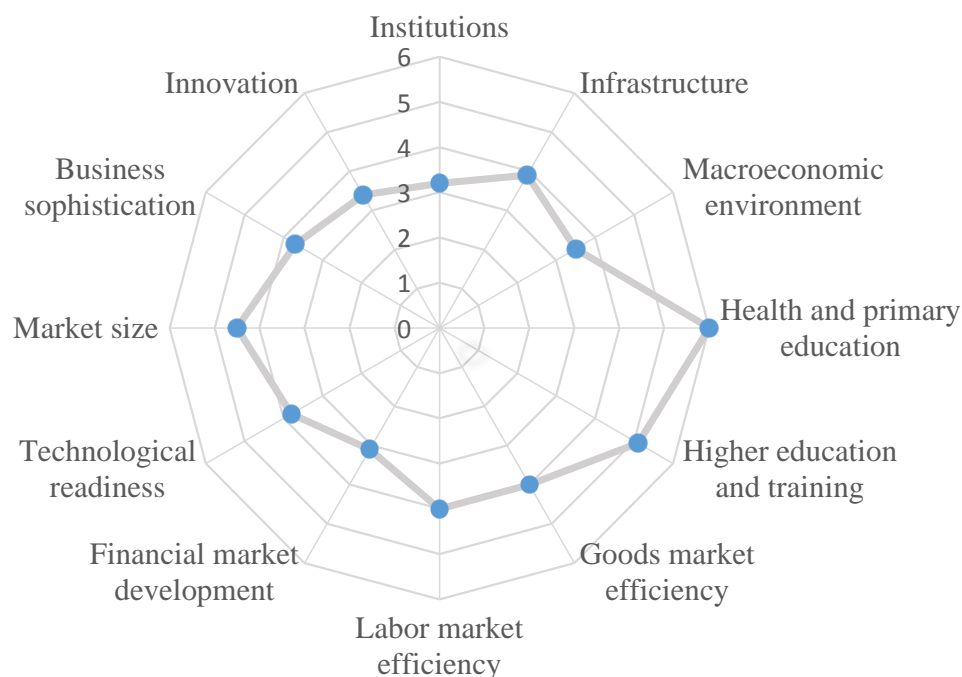 Institutions
6
5
4
3
2
1
0
Infrastructure
Macroeconomic
environment
Health and primary
education
Higher education
and training
Goods market
efficiency
Labor market
efficiency
Financial market
development
Technological
readiness
Market size
Business
sophistication
Innovation